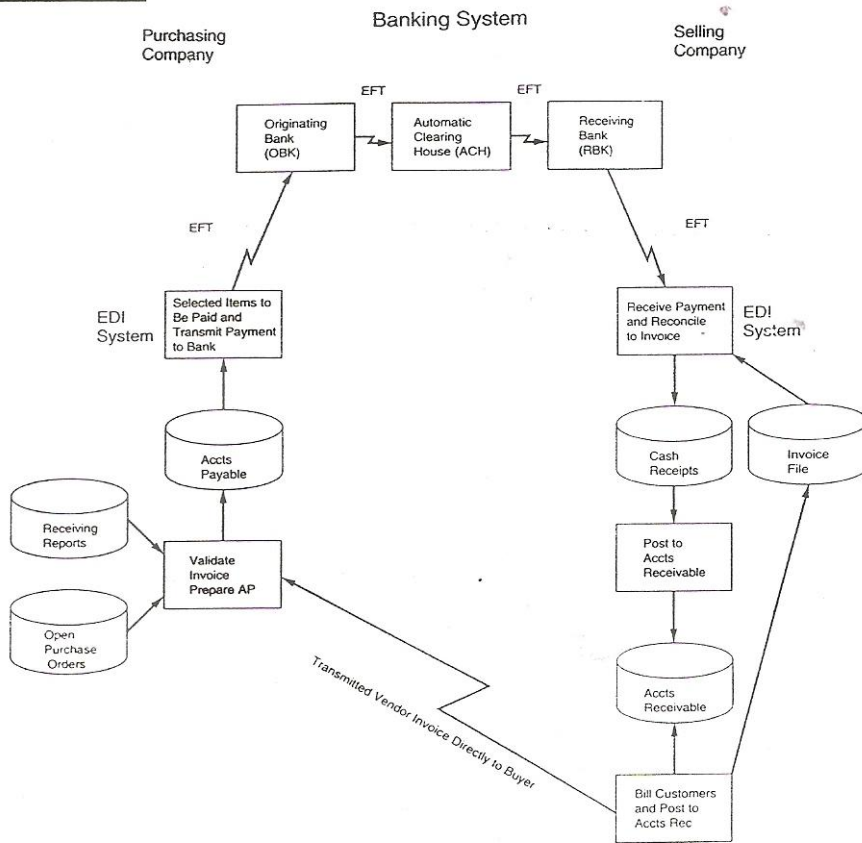 Banking System
Purchasing
Company
Selling
Company
EFT
EFT
Originating
Bank
(OBK)
Automatic
Clearing
House (ACH)
Receiving
Bank
(RBK)
EFT
EFT
EDI
System
Selected Items to
Be Paid and
Transmit Payment
to Bank
Receive Payment
and Reconcile
to Invoice
EDI
System
Accts
Payable
Cash
Receipts
Invoice
File
Receiving
Reports
Validate
Invoice
Prepare AP
Post to
Accts
Receivable
Open
Purchase
Orders
Transmitted Vendor Invoice Directly to Buyer
Accts
Receivable
Bill Customers
and Post to
Accts Rec